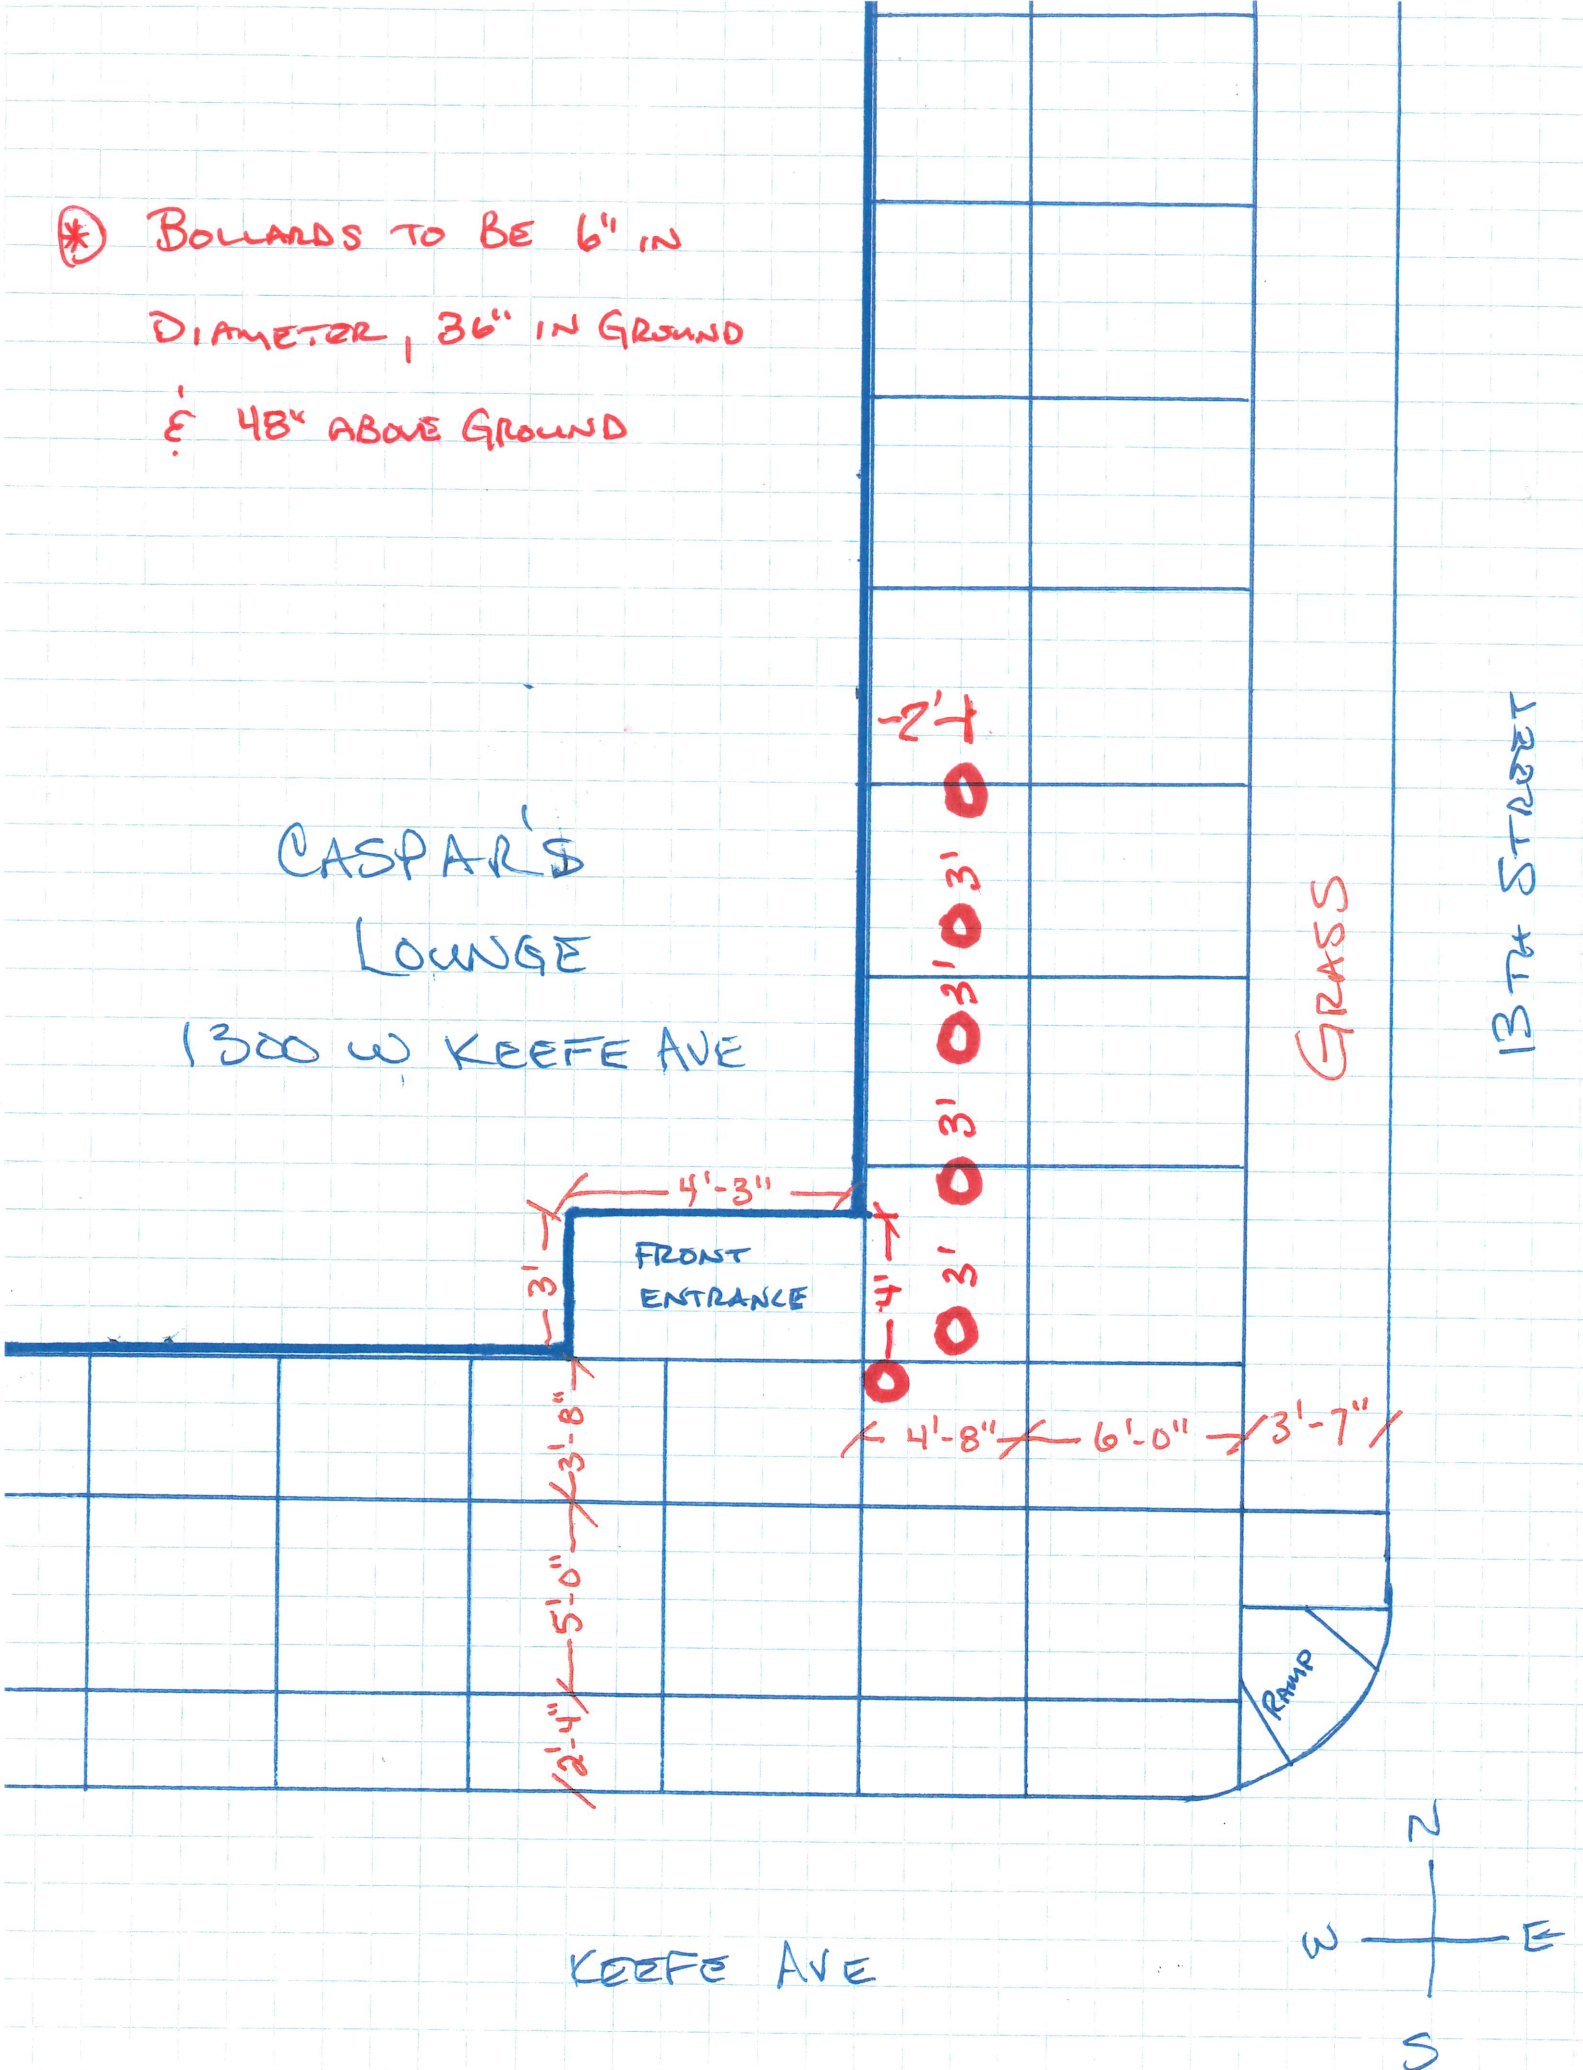 * BOLLARDS TO BE 6" IN
DIAMETER, 36" IN GROUND
& 48" ABOVE GROUND
-2'-
CASPAR'S
LOUNGE
1300 W KEEFE AVE
3'
3'
3'
3'
GRASS
13TH STREET
4'-3"
3'
FRONT
ENTRANCE
4'
3'-8"
4'-8"
6'-0"
3'-7"
5'-0"
2'-4"
RAMP
KEEFE AVE
N
W
E
S